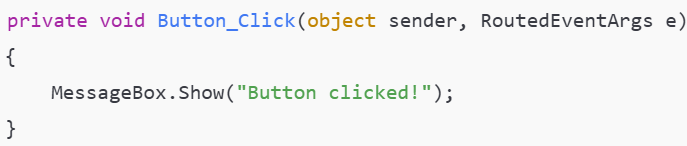 private void Button_Click(object sender, RoutedEventArgs e)
{
    MessageBox.Show("Button clicked!");
}